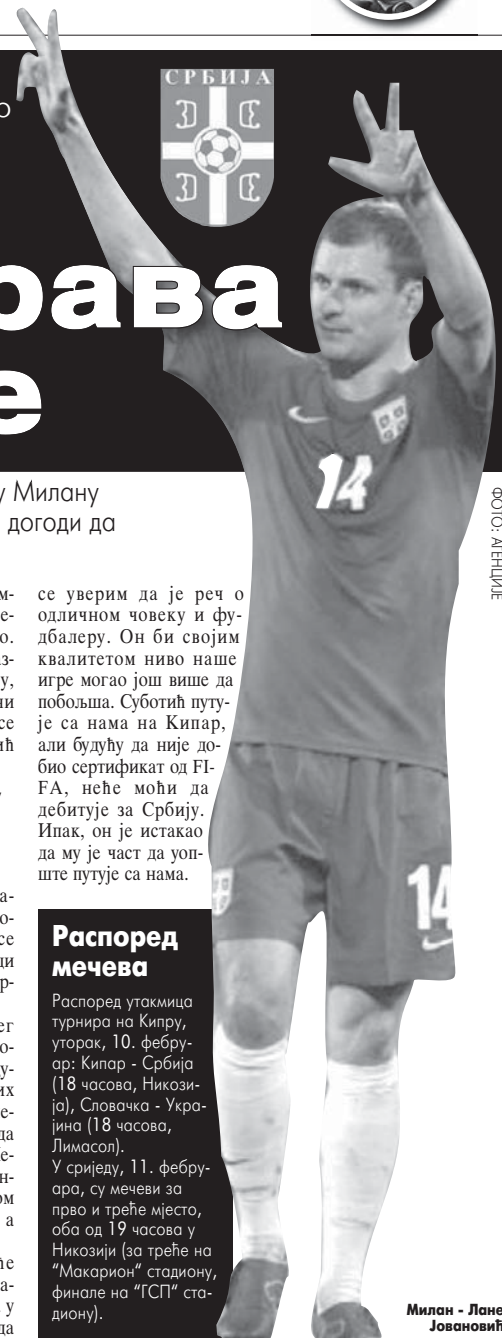 СРБИЈА
рава
е
у Милану
догоди да
ФОТО: АГЕНЦИЈЕ
14
14
се уверим да је реч о
одличном човеку и фу-
дбалеру. Он би својим
квалитетом ниво наше
игре могао још више да
побољша. Суботић путу-
је са нама на Кипар,
али будућу да није до-
био сертификат од FI-
FA, неће моћи да
дебитује за Србију.
Ипак, он је истакао
да му је част да уоп-
ште путује са нама.
Распоред
мечева
Распоред утакмица
турнира на Кипру,
уторак, 10. фебру-
ар: Кипар - Србија
(18 часова, Никози-
ја), Словачка - Укра-
јина (18 часова,
Лимасол).
У сриједу, 11. фебру-
ара, су мечеви за
прво и треће мјесто,
оба од 19 часова у
Никозији (за треће на
“Макарион” стадиону,
финале на “ГСП” ста-
диону).
Милан - Лане
Јовановић